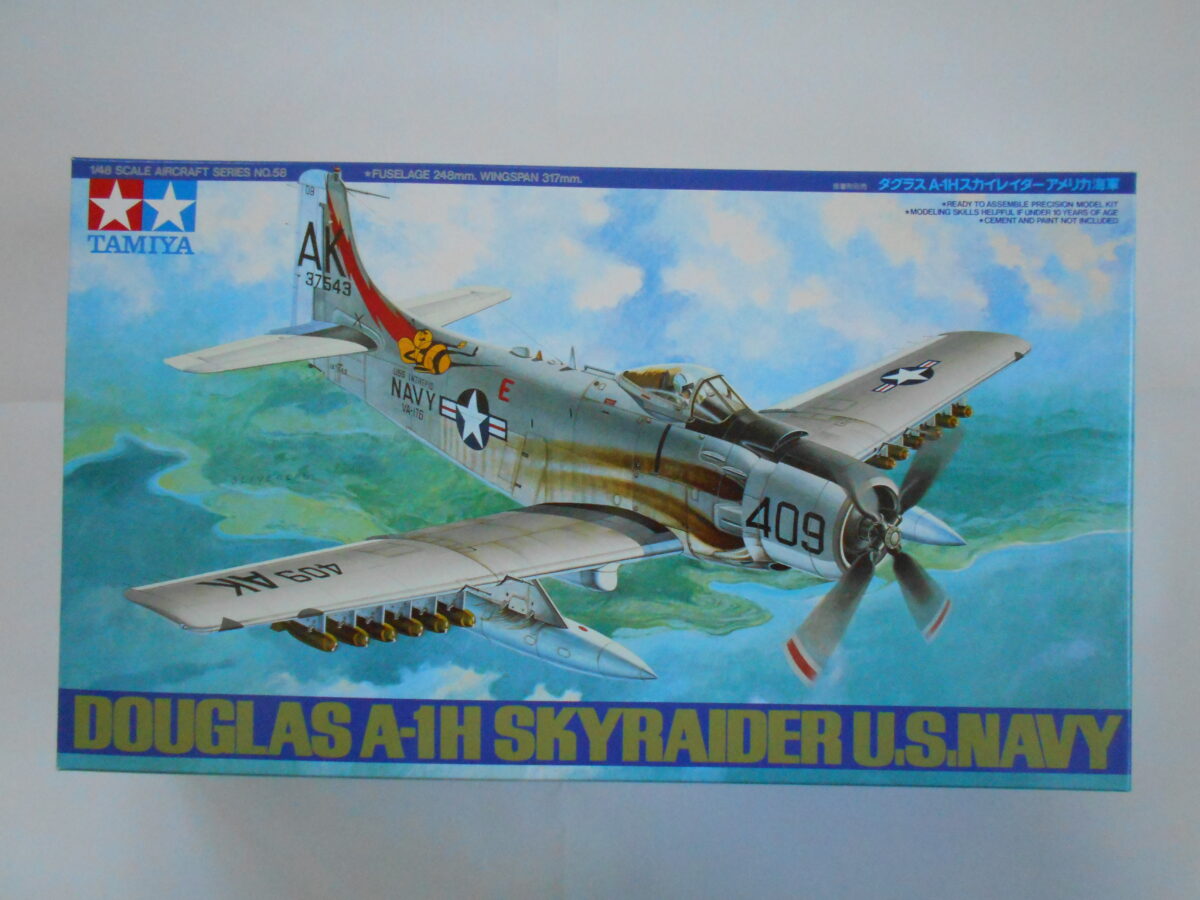 1/48 SCALE AIRCRAFT SERIES NO.58
★FUSELAGE 248mm. WINGSPAN 317mm.
ダグラス A-1Hスカイレイダー アメリカ海軍
TAMIYA
★READY TO ASSEMBLE PRECISION MODEL KIT
★MODELING SKILLS HELPFUL IF UNDER 10 YEARS OF AGE
★CEMENT AND PAINT NOT INCLUDED
09
AK
37543
USS INTREPID
NAVY
VA-176
E
409
409 AK
DOUGLAS A-1H SKYRAIDER U.S.NAVY